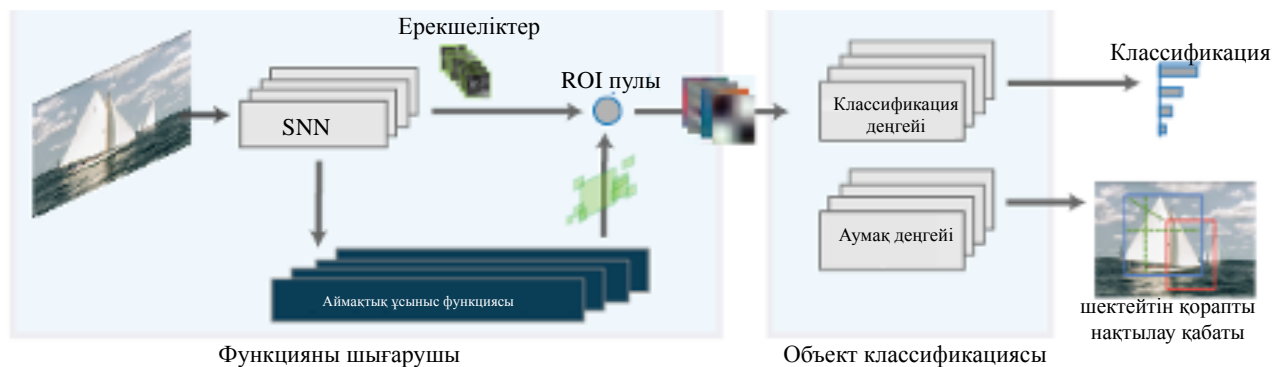 Ерекшеліктер
ROI пулы
Классификация
SNN
Классификация
деңгейі
Аумақ деңгейі
Аймақтық ұсыныс функциясы
шектейтін қорапты
нақтылау қабаты
Функцияны шығарушы
Объект классификациясы